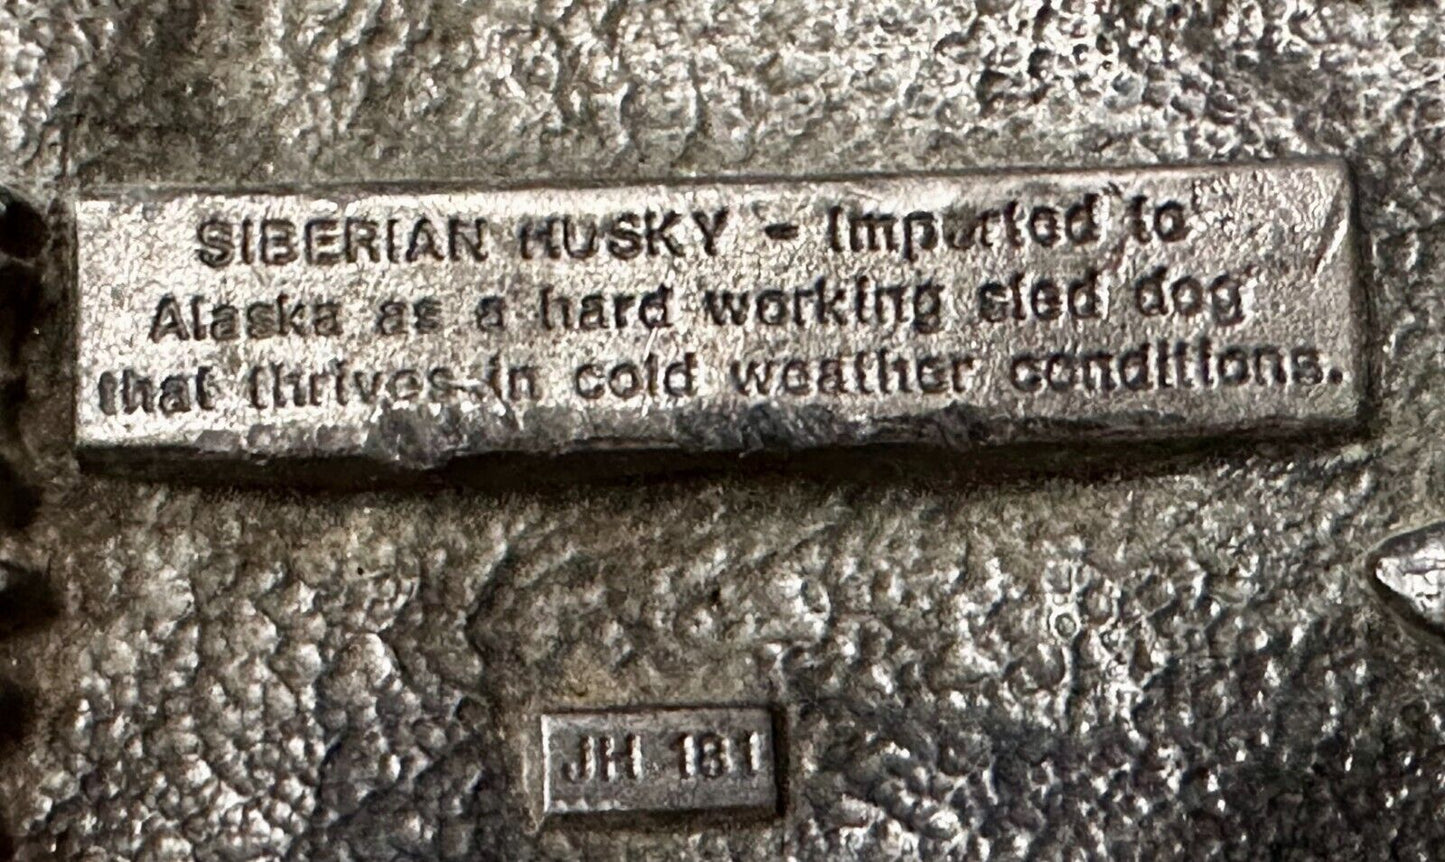 SIBERIAN HUSKY - Imported to
Alaska as a hard working sled dog
that thrives in cold weather conditions.
JH 181